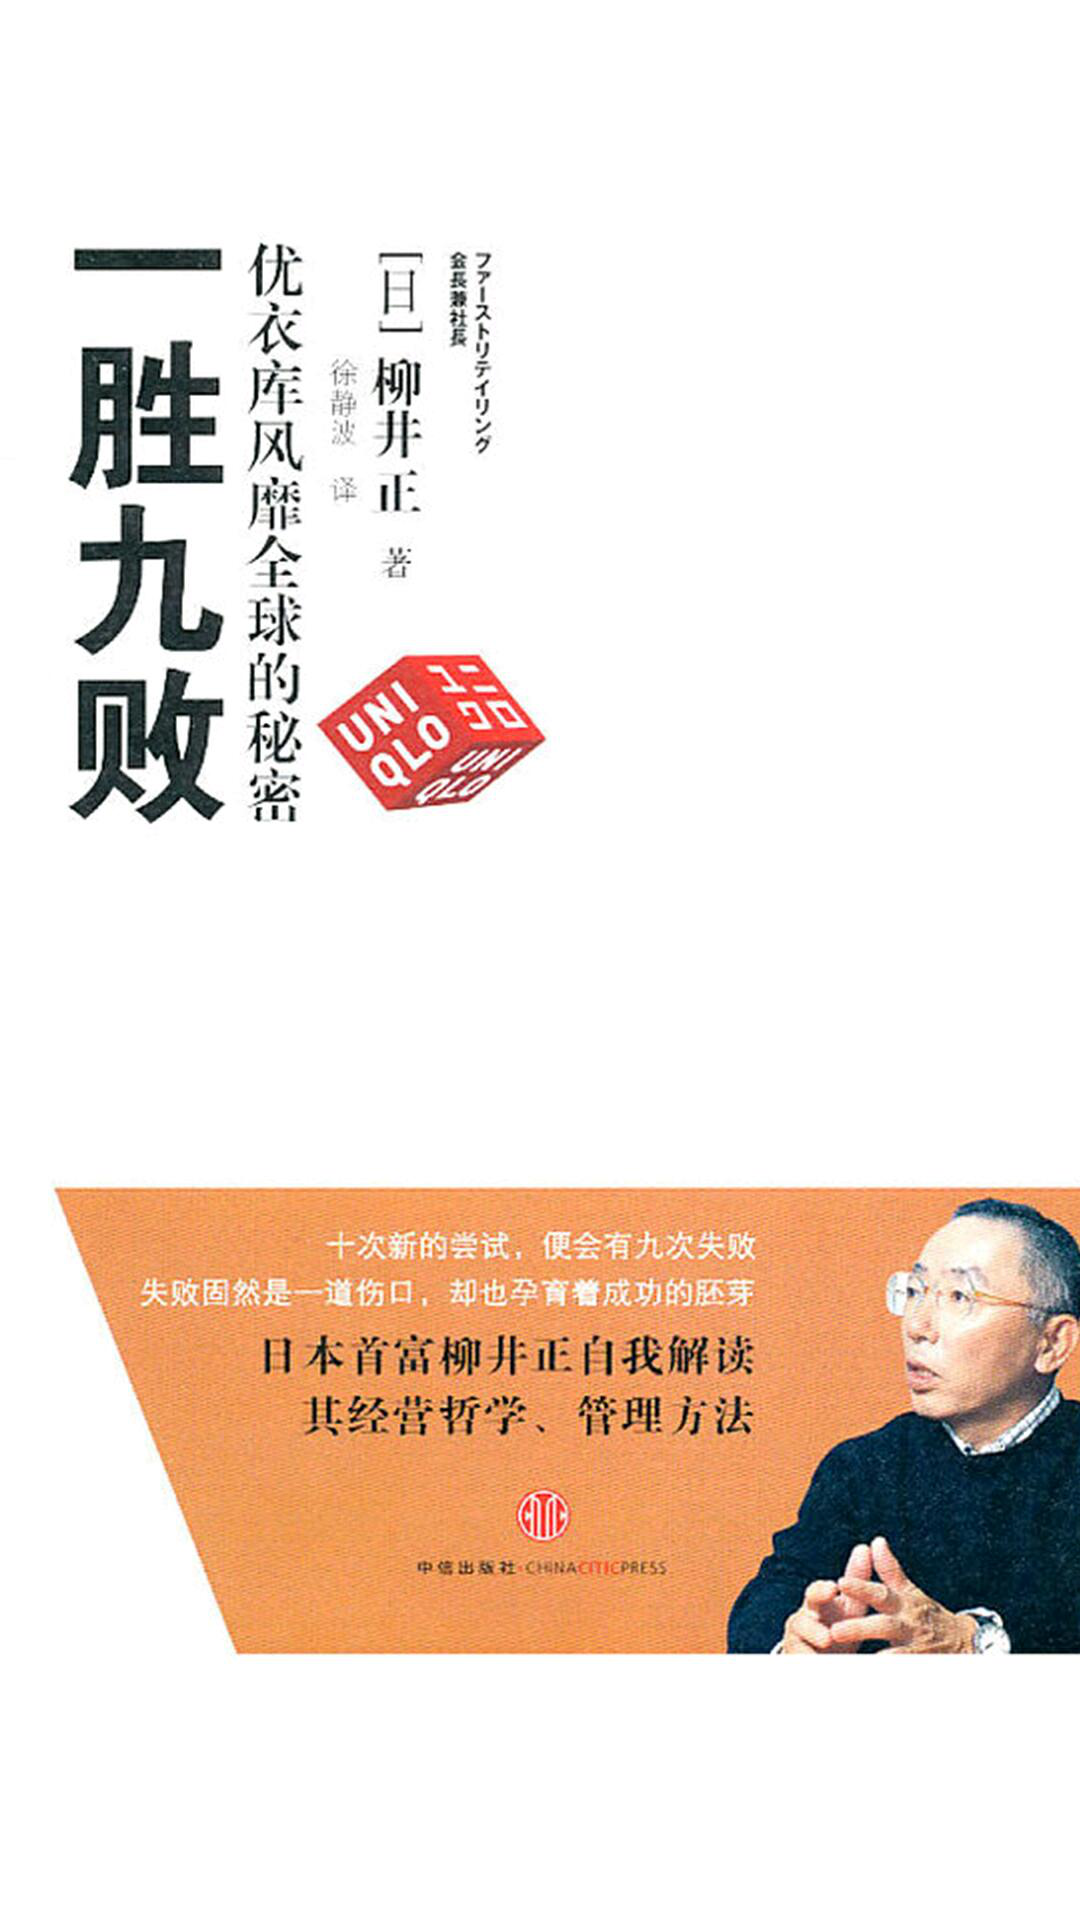 一胜九败
优衣库风靡全球的秘密
徐静波 译
[日] 柳井正 著
ファーストリテイリング
会長兼社長
UNI
QLO
ユニ
クロ
UNI
QLO
十次新的尝试，便会有九次失败
失败固然是一道伤口，却也孕育着成功的胚芽
日本首富柳井正自我解读
其经营哲学、管理方法
中信出版社·CHINACITICPRESS